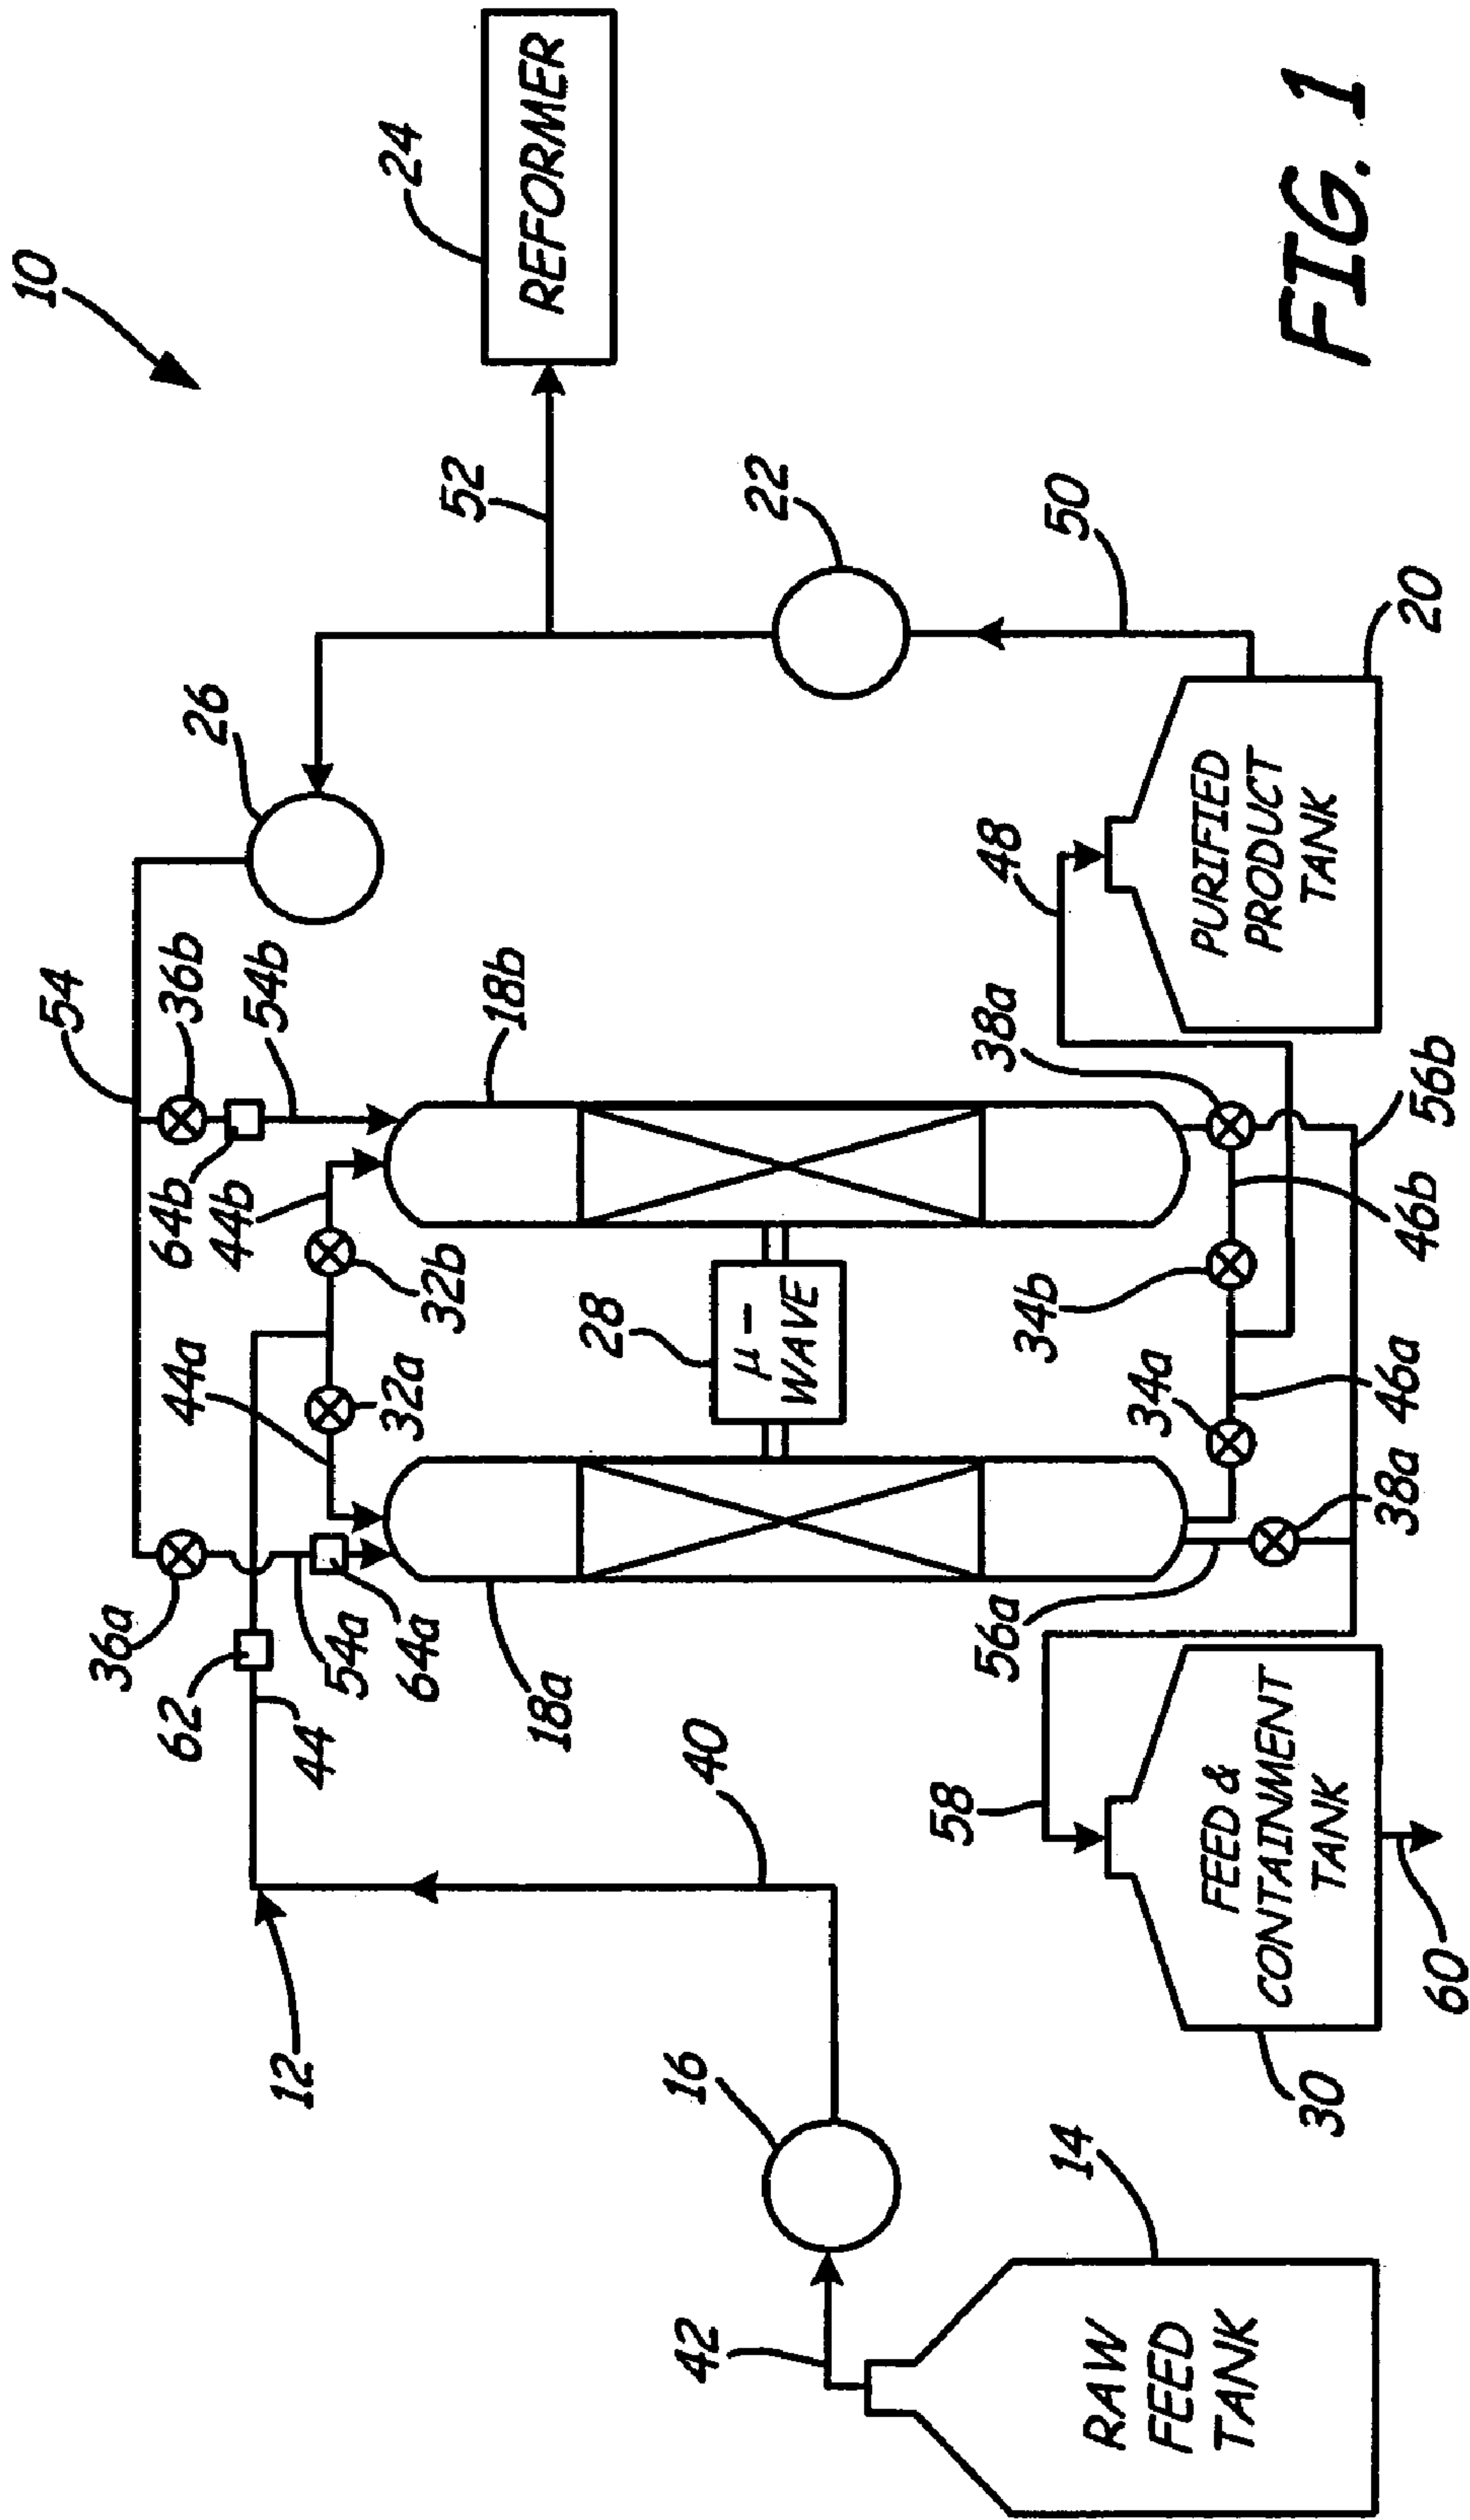 10
24
REFORMER
54
26
36b
54b
64b
44b
44a
36a
62
44
12
54a
64a
32a
32b
52
18b
18a
28
μ-
WAVE
22
40
16
42
50
48
38a
34b
34a
56a
58
46b
56b
46a
38a
14
RAW
FEED
TANK
FEED &
CONTAINMENT
TANK
PURIFIED
PRODUCT
TANK
20
30
60
FIG. 1